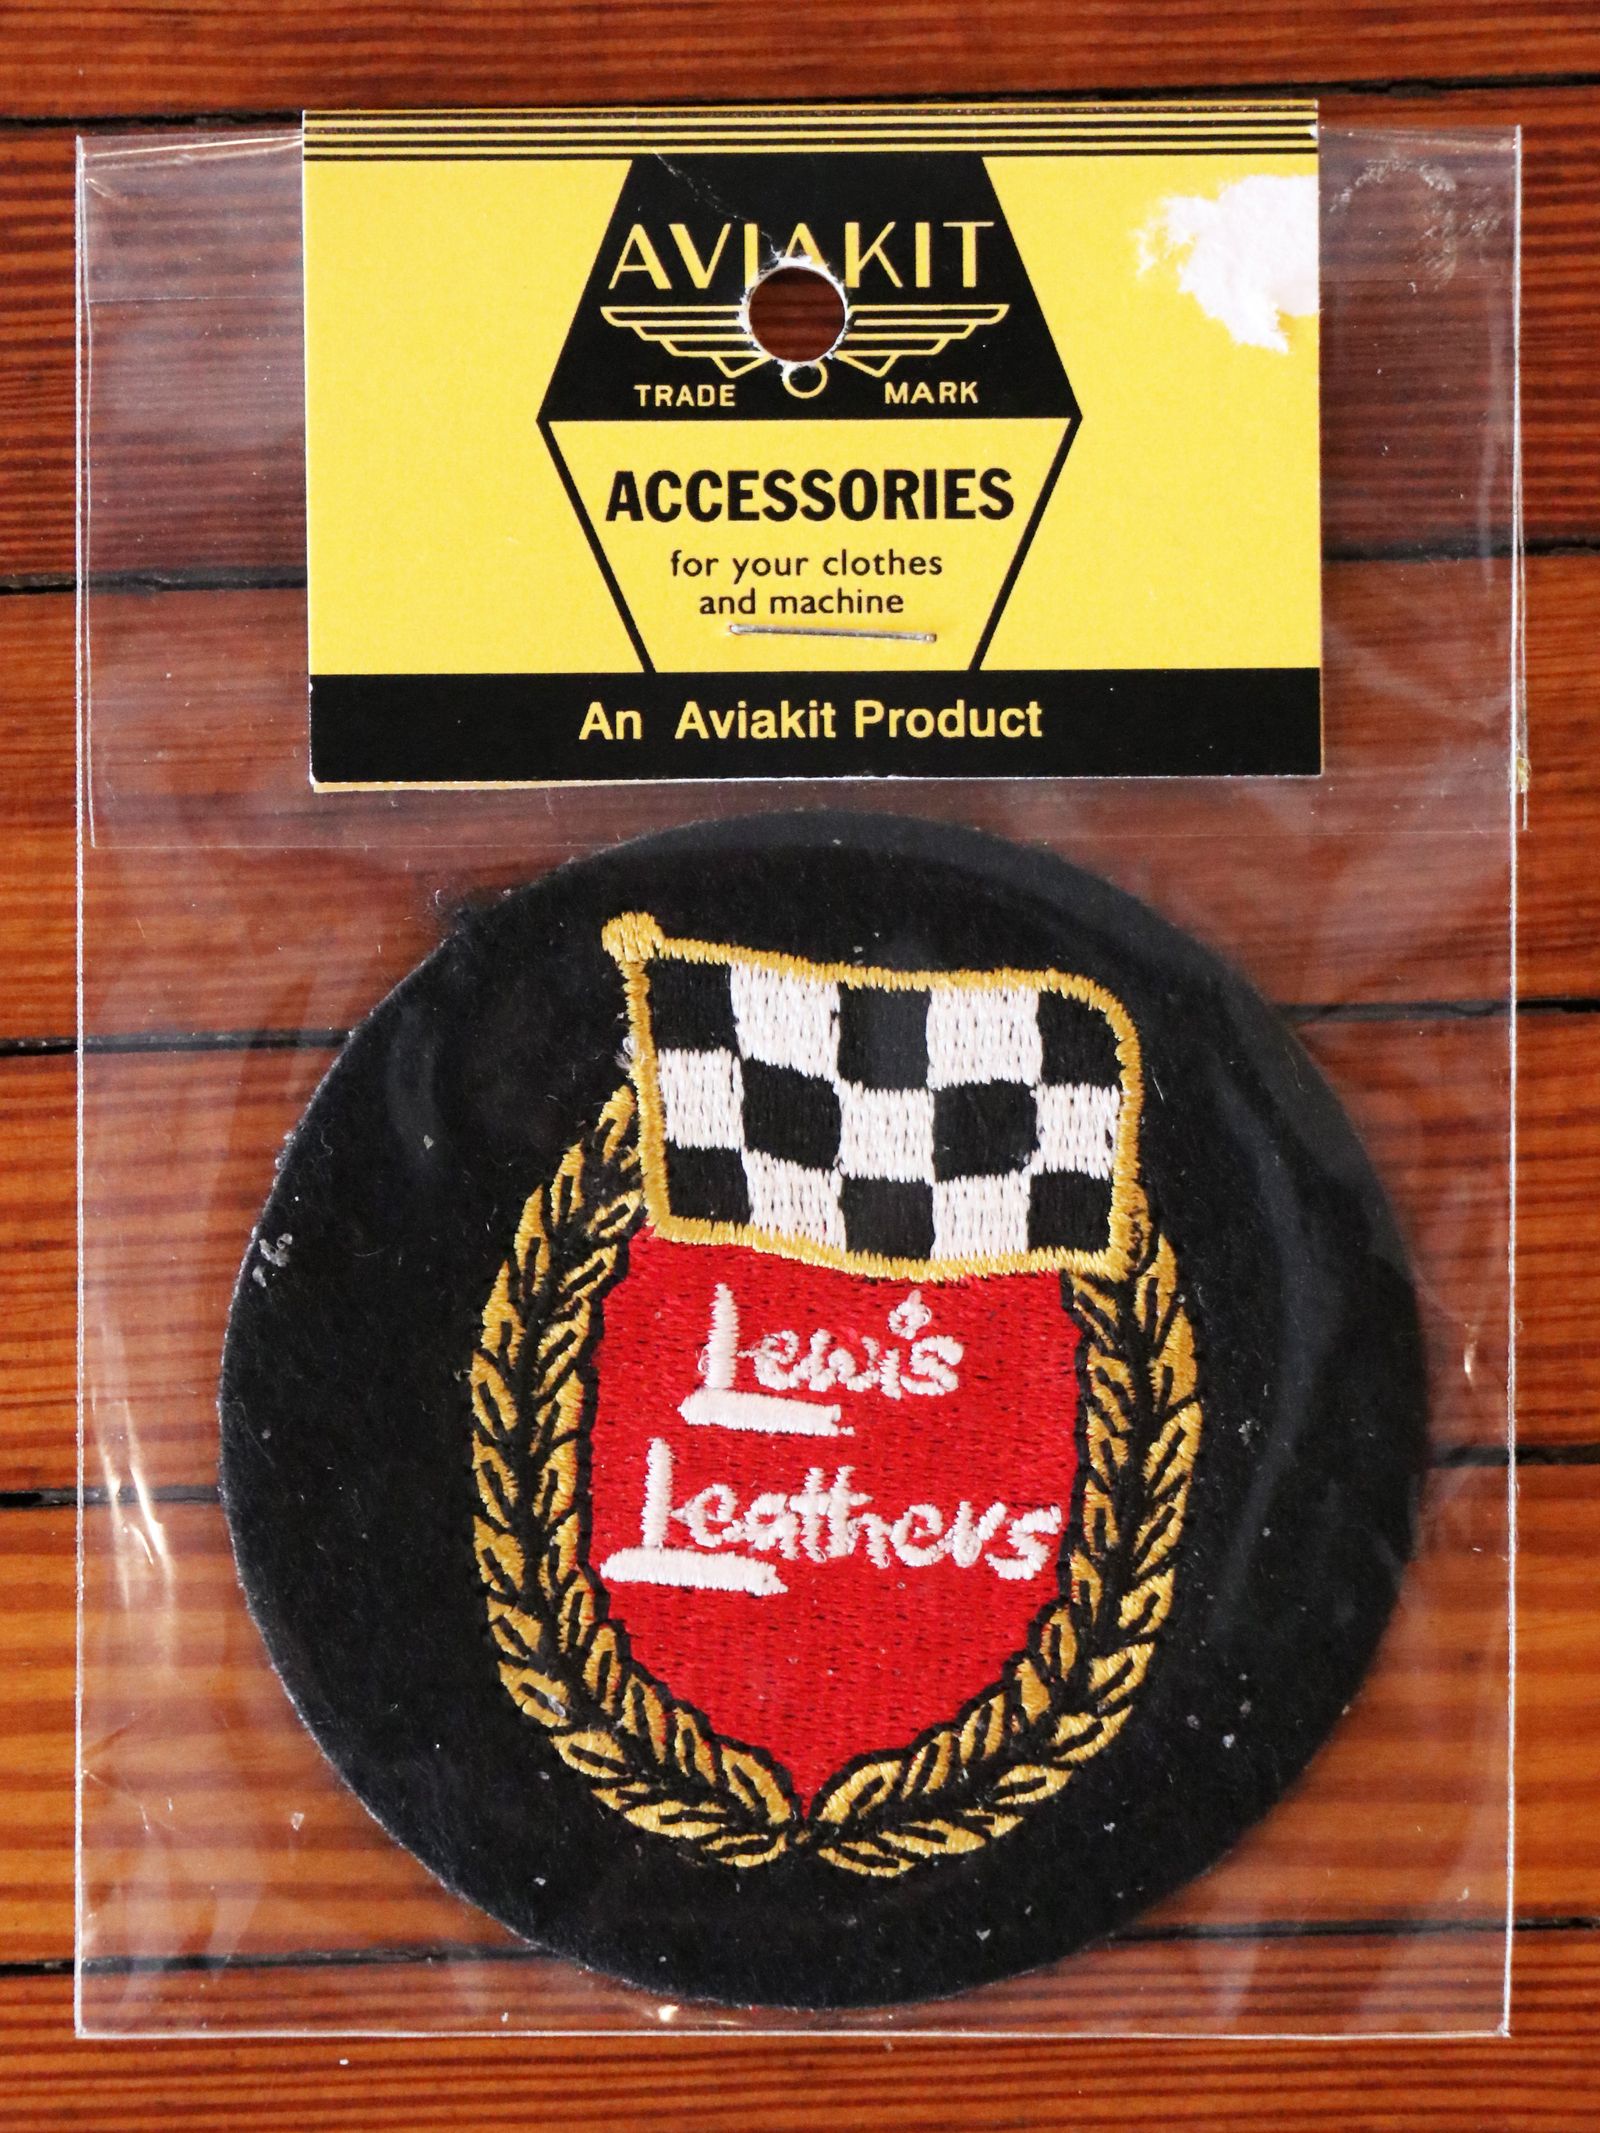 AVIAKIT
TRADE MARK
ACCESSORIES
for your clothes
and machine
An Aviakit Product
Lewis
Leathers